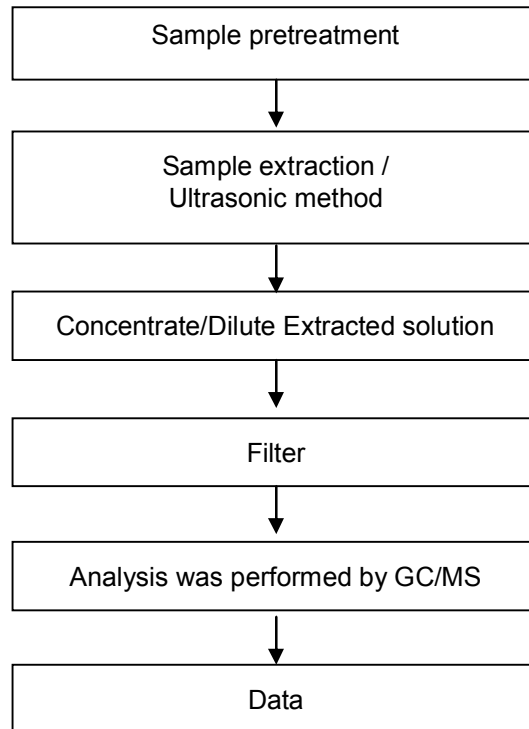 Sample pretreatment
Sample extraction /
Ultrasonic method
Concentrate/Dilute Extracted solution
Filter
Analysis was performed by GC/MS
Data